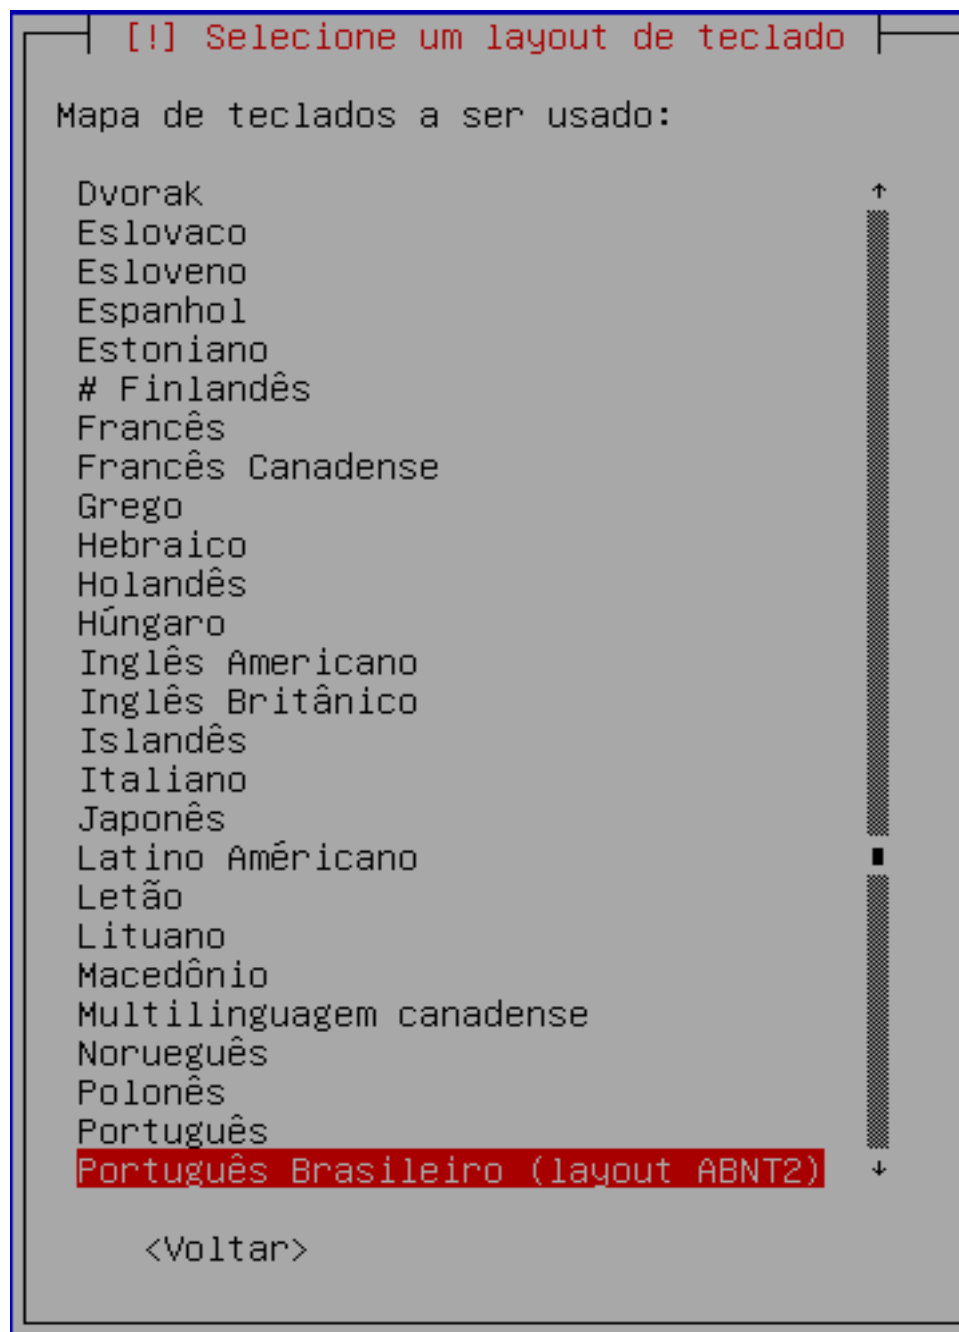 [!] Selecione um layout de teclado
Mapa de teclados a ser usado:
Dvorak
Eslovaco
Esloveno
Espanhol
Estoniano
# Finlandês
Francês
Francês Canadense
Grego
Hebraico
Holandês
Húngaro
Inglês Americano
Inglês Britânico
Islandês
Italiano
Japonês
Latino Américano
Letão
Lituano
Macedônio
Multilinguagem canadense
Norueguês
Polonês
Português
Português Brasileiro (layout ABNT2)
<Voltar>